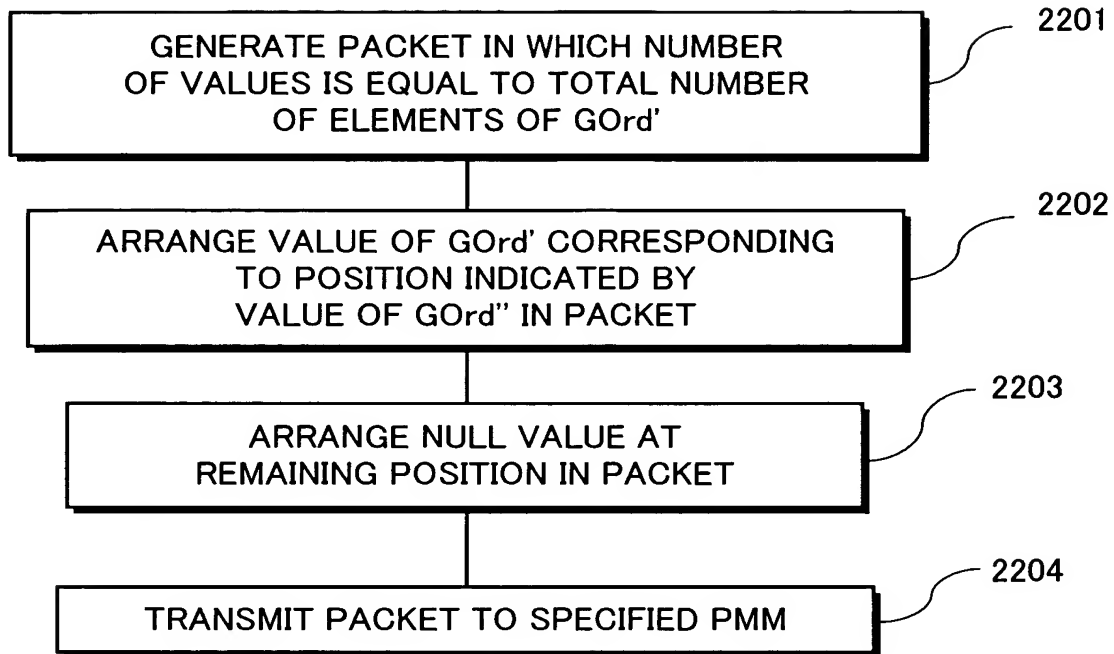 2201
GENERATE PACKET IN WHICH NUMBER
OF VALUES IS EQUAL TO TOTAL NUMBER
OF ELEMENTS OF GOrd'
2202
ARRANGE VALUE OF GOrd' CORRESPONDING
TO POSITION INDICATED BY
VALUE OF GOrd'' IN PACKET
2203
ARRANGE NULL VALUE AT
REMAINING POSITION IN PACKET
2204
TRANSMIT PACKET TO SPECIFIED PMM